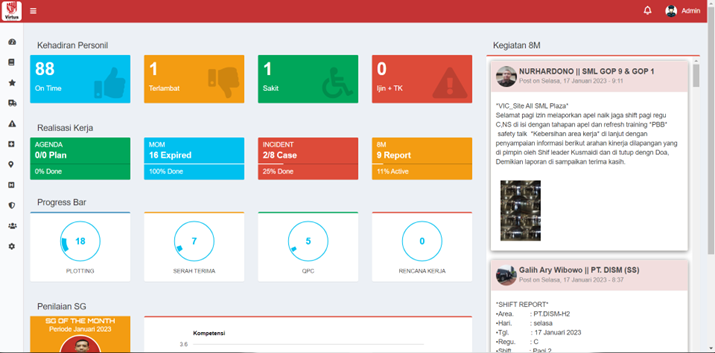 Virtus
Admin
Kehadiran Personil
88
On Time
1
Terlambat
1
Sakit
0
Ijin + TK
Realisasi Kerja
AGENDA
0/0 Plan
0% Done
MOM
16 Expired
100% Done
INCIDENT
2/8 Case
25% Done
8M
9 Report
11% Active
Progress Bar
18
PLOTTING
7
SERAH TERIMA
5
QPC
0
RENCANA KERJA
Penilaian SG
SG OF THE MONTH
Periode Januari 2023
Kompetensi
3.6
Kegiatan 8M
NURHARDONO || SML GOP 9 & GOP 1
Post on Selasa, 17 Januari 2023 - 9:11
*VIC_Site All SML Plaza*
Selamat pagi izin melaporkan apel naik jaga shift pagi regu
C,NS di isi dengan tahapan apel dan refresh training "PBB"
safety talk "Kebersihan area kerja" di lanjut dengan
penyampaian informasi berikut arahan kinerja dilapangan yang
di pimpin oleh Shif leader Kusmaldi dan di tutup dengn Doa,
Demikian laporan di sampaikan terima kasih.
Galih Ary Wibowo || PT. DISM (SS)
Post on Selasa, 17 Januari 2023 - 8:37
*SHIFT REPORT*
•Area. : PT.DISM-H2
•Hari. : selasa
•Tgl. : 17 Januari 2023
•Regu. : C
•Shift : Pagi 2